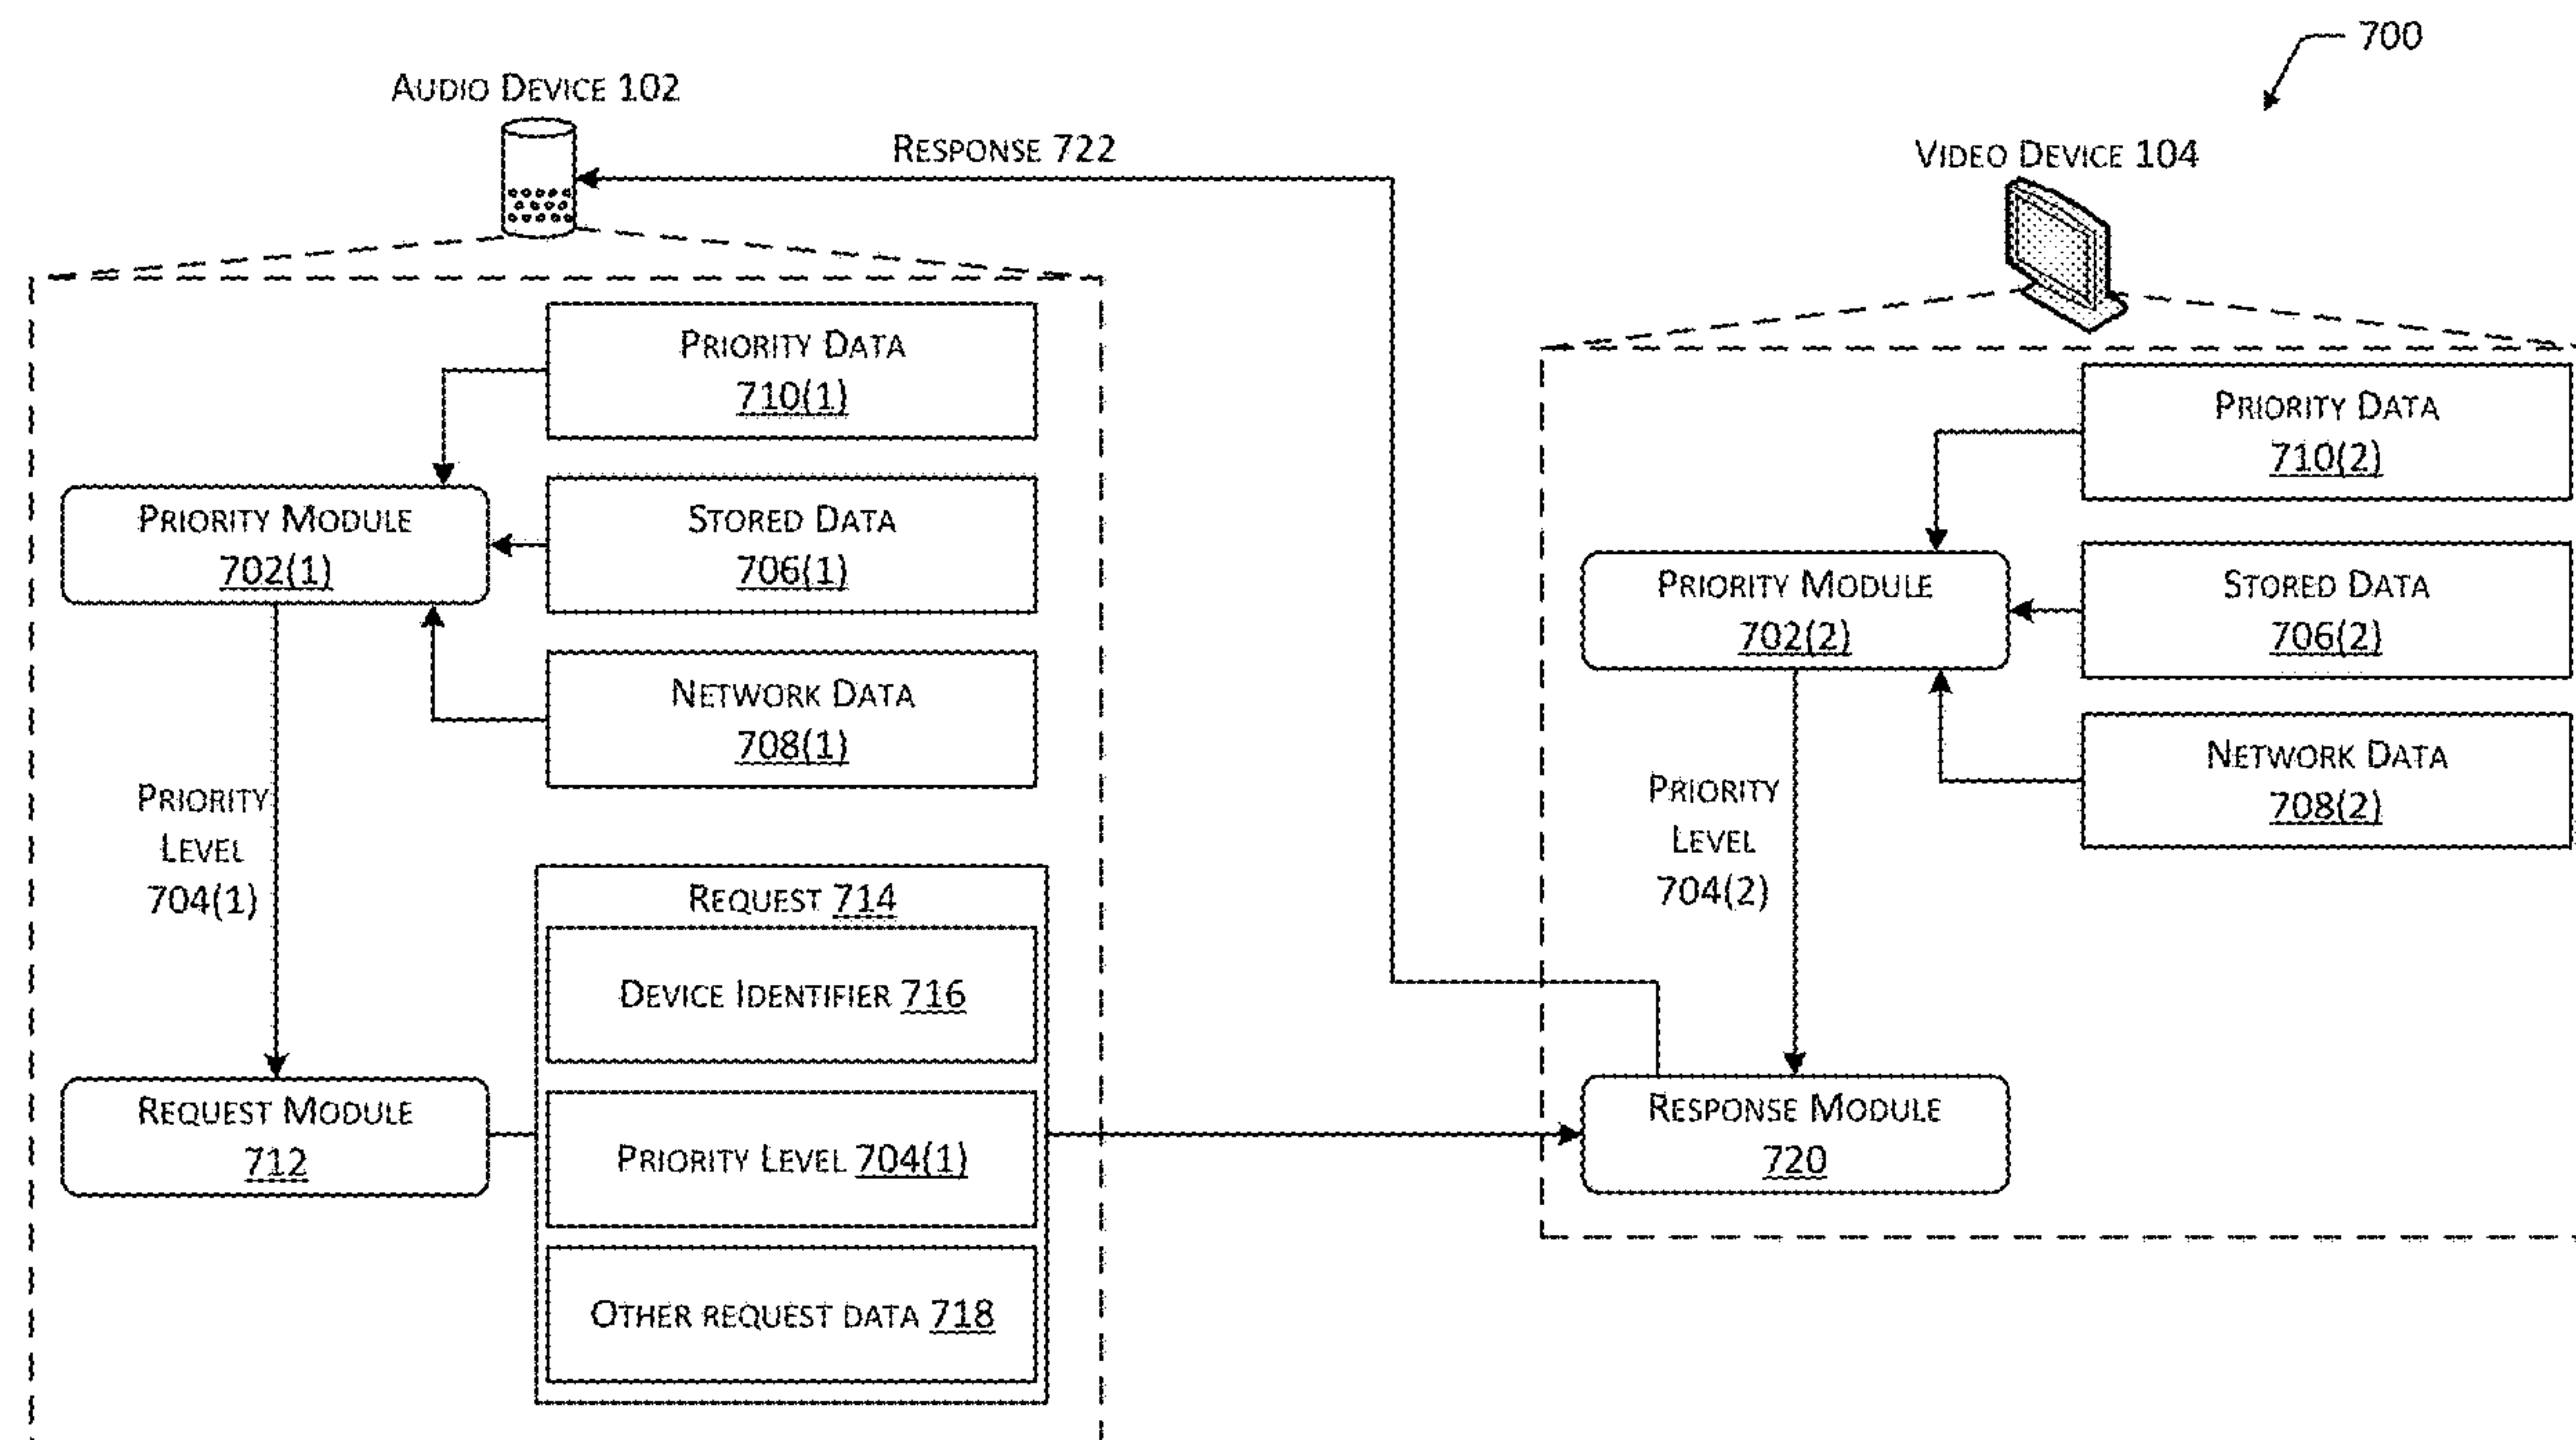 700
AUDIO DEVICE 102
RESPONSE 722
VIDEO DEVICE 104
PRIORITY DATA
710(1)
PRIORITY MODULE
702(1)
STORED DATA
706(1)
NETWORK DATA
708(1)
PRIORITY
LEVEL
704(1)
REQUEST 714
DEVICE IDENTIFIER 716
PRIORITY LEVEL 704(1)
OTHER REQUEST DATA 718
REQUEST MODULE
712
PRIORITY DATA
710(2)
PRIORITY MODULE
702(2)
STORED DATA
706(2)
NETWORK DATA
708(2)
PRIORITY
LEVEL
704(2)
RESPONSE MODULE
720